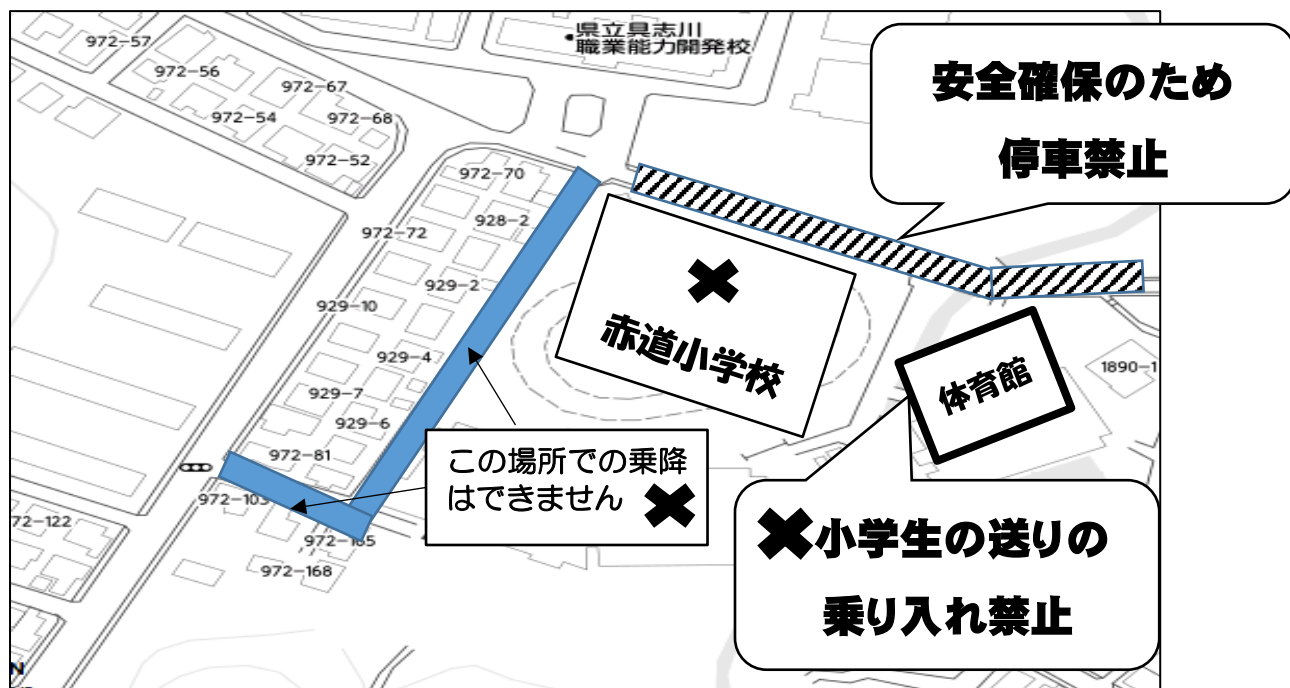 972-57
県立具志川
職業能力開発校
972-56
972-67
972-54
972-68
972-52
安全確保のため
停車禁止
972-70
928-2
972-72
929-2
929-10
赤道小学校
929-4
体育館
1890-1
929-7
929-6
972-81
この場所での乗降
はできません
972-103
72-122
972-165
972-168
小学生の送りの
乗り入れ禁止
N